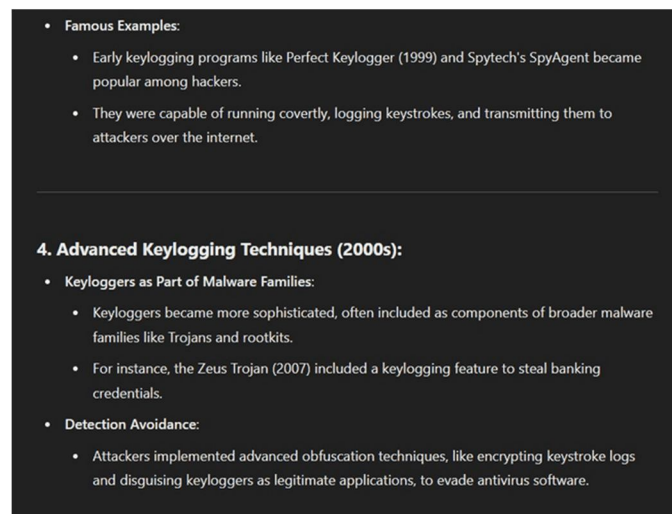 • Famous Examples:
• Early keylogging programs like Perfect Keylogger (1999) and Spytech's SpyAgent became
popular among hackers.
• They were capable of running covertly, logging keystrokes, and transmitting them to
attackers over the internet.
4. Advanced Keylogging Techniques (2000s):
• Keyloggers as Part of Malware Families:
• Keyloggers became more sophisticated, often included as components of broader malware
families like Trojans and rootkits.
• For instance, the Zeus Trojan (2007) included a keylogging feature to steal banking
credentials.
• Detection Avoidance:
• Attackers implemented advanced obfuscation techniques, like encrypting keystroke logs
and disguising keyloggers as legitimate applications, to evade antivirus software.